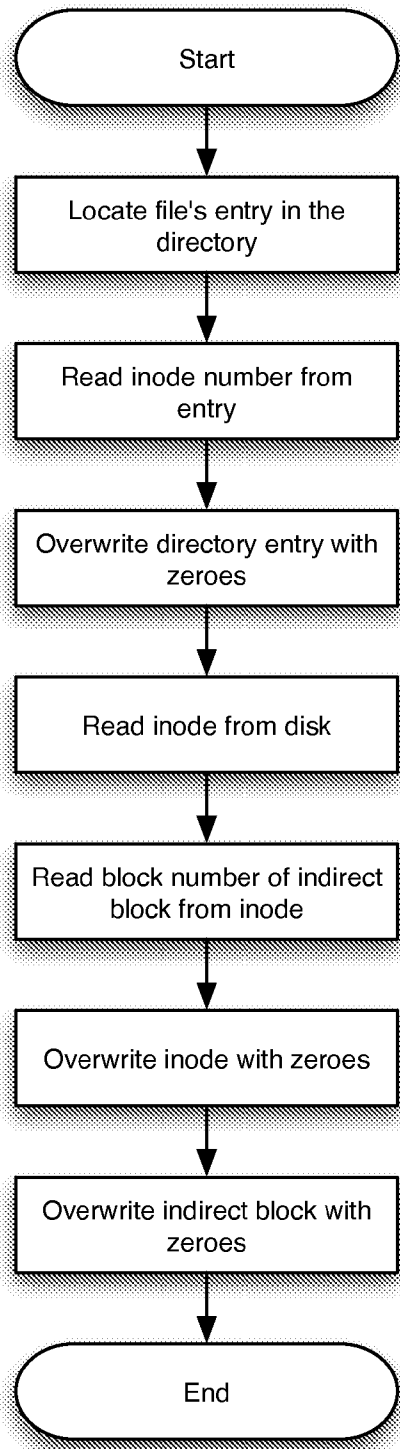 Start
Locate file's entry in the
directory
Read inode number from
entry
Overwrite directory entry with
zeroes
Read inode from disk
Read block number of indirect
block from inode
Overwrite inode with zeroes
Overwrite indirect block with
zeroes
End